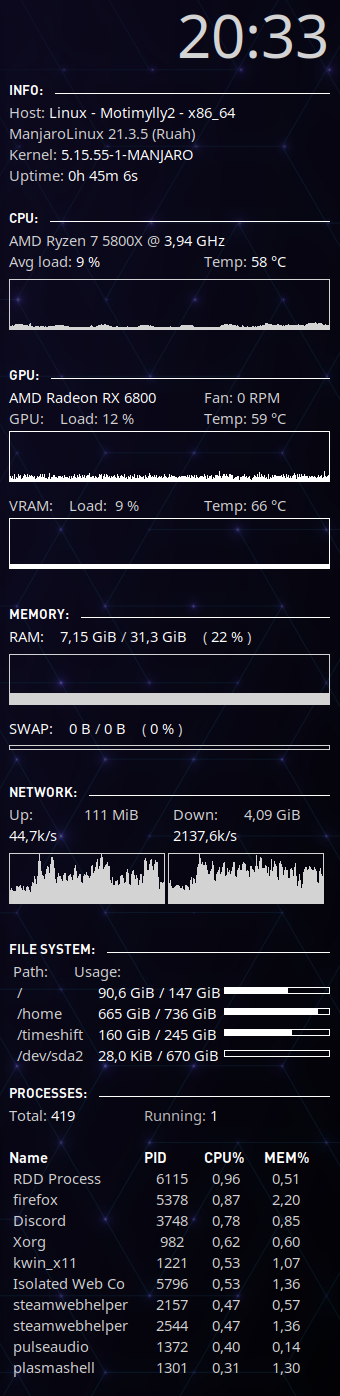 20:33
INFO:
Host: Linux - Motimylly2 - x86_64
ManjaroLinux 21.3.5 (Ruah)
Kernel: 5.15.55-1-MANJARO
Uptime: 0h 45m 6s
CPU:
AMD Ryzen 7 5800X @ 3,94 GHz
Avg load: 9 % Temp: 58 °C
GPU:
AMD Radeon RX 6800 Fan: 0 RPM
GPU: Load: 12 % Temp: 59 °C
VRAM: Load: 9 % Temp: 66 °C
MEMORY:
RAM: 7,15 GiB / 31,3 GiB ( 22 % )
SWAP: 0 B / 0 B ( 0 % )
NETWORK:
Up: 111 MiB Down: 4,09 GiB
44,7k/s 2137,6k/s
FILE SYSTEM:
Path: Usage:
/ 90,6 GiB / 147 GiB
/home 665 GiB / 736 GiB
/timeshift 160 GiB / 245 GiB
/dev/sda2 28,0 KiB / 670 GiB
PROCESSES:
Total: 419 Running: 1
Name PID CPU% MEM%
RDD Process 6115 0,96 0,51
firefox 5378 0,87 2,20
Discord 3748 0,78 0,85
Xorg 982 0,62 0,60
kwin_x11 1221 0,53 1,07
Isolated Web Co 5796 0,53 1,36
steamwebhelper 2157 0,47 0,57
steamwebhelper 2544 0,47 1,36
pulseaudio 1372 0,40 0,14
plasmashell 1301 0,31 1,30